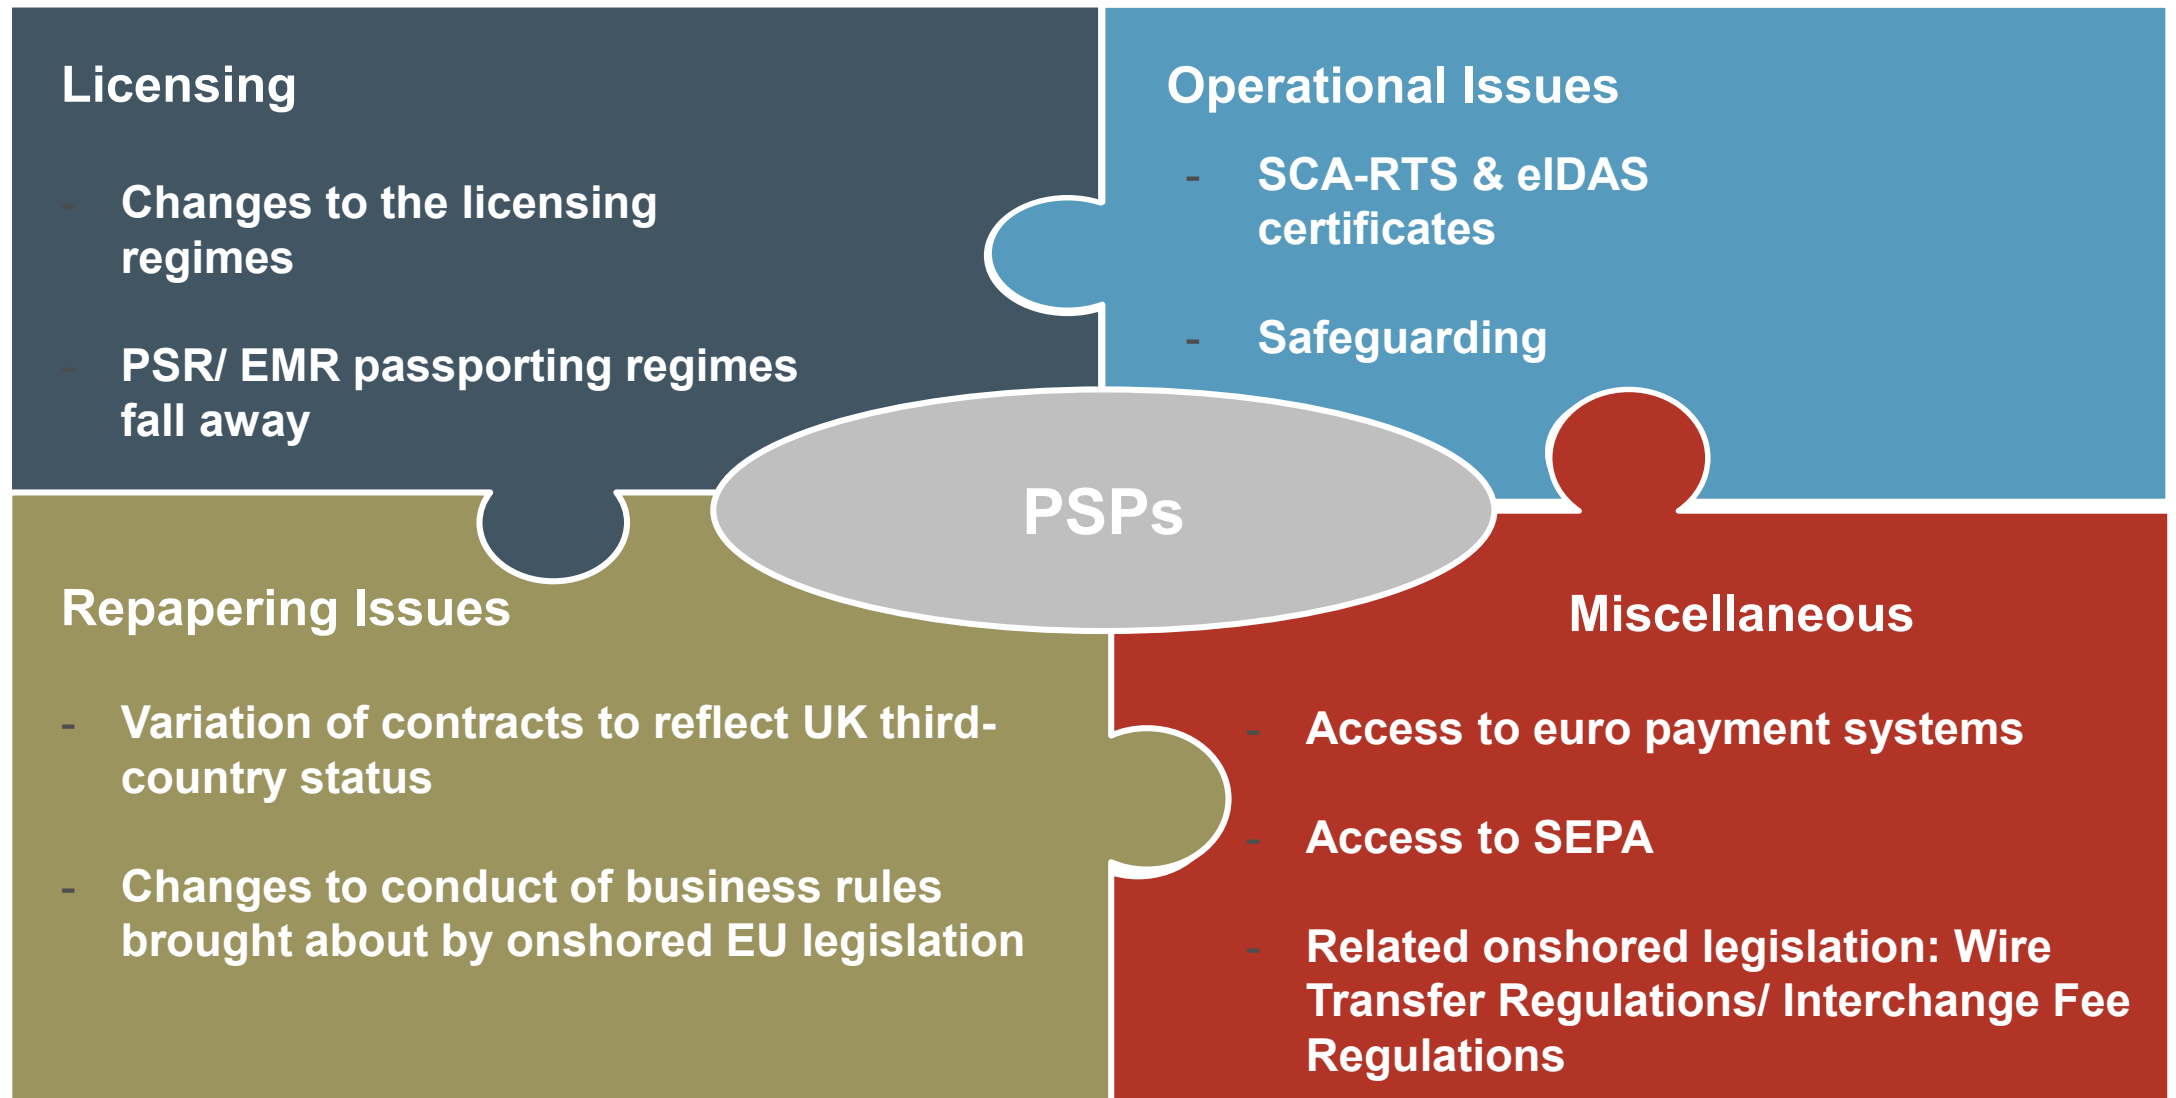 Licensing
- Changes to the licensing
regimes
- PSR/ EMR passporting regimes
fall away
Operational Issues
- SCA-RTS & eIDAS
certificates
- Safeguarding
PSPs
Repapering Issues
- Variation of contracts to reflect UK third-
country status
- Changes to conduct of business rules
brought about by onshored EU legislation
Miscellaneous
- Access to euro payment systems
- Access to SEPA
- Related onshored legislation: Wire
Transfer Regulations/ Interchange Fee
Regulations